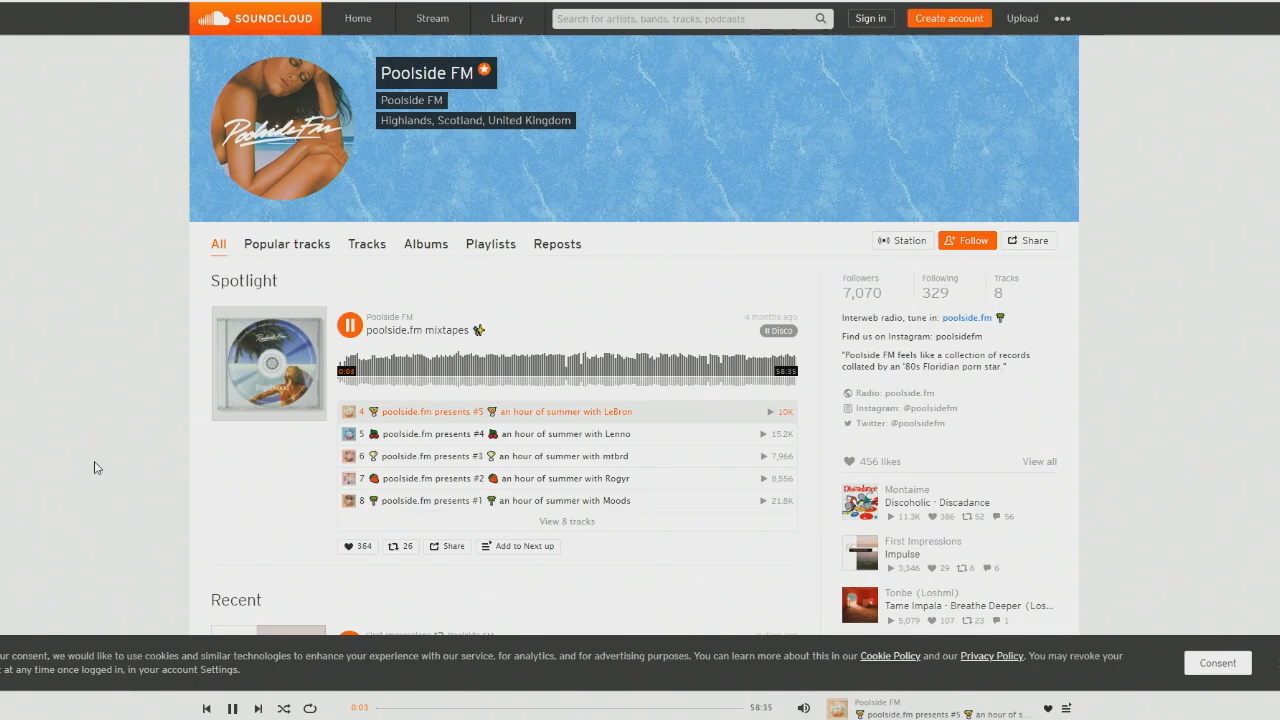 SOUNDCLOUD Home Stream Library Search for artists, bands, tracks, podcasts Sign in Create account Upload
Poolside FM
Poolside FM
Highlands, Scotland, United Kingdom
Poolside Fm
All Popular tracks Tracks Albums Playlists Reposts Station Follow Share
Spotlight
Poolside FM
poolside.fm mixtapes
4 months ago
# Disco
0:03
58:35
4 poolside.fm presents #5 an hour of summer with LeBron 10K
5 poolside.fm presents #4 an hour of summer with Lenno 15.2K
6 poolside.fm presents #3 an hour of summer with mtbrd 7,966
7 poolside.fm presents #2 an hour of summer with Rogyr 8,556
8 poolside.fm presents #1 an hour of summer with Moods 21.8K
View 8 tracks
364 26 Share Add to Next up
Recent
Followers Following Tracks
7,070 329 8
Interweb radio, tune in: poolside.fm
Find us on Instagram: poolsidefm
"Poolside FM feels like a collection of records
collated by an '80s Floridian porn star."
Radio: poolside.fm
Instagram: @poolsidefm
Twitter: @poolsidefm
456 likes View all
Montaime
Discoholic - Discadance
11.3K 386 52 56
First Impressions
Impulse
3,346 29 6 6
Tonbe (Loshmi)
Tame Impala - Breathe Deeper (Los...
5,079 107 23 1
ur consent, we would like to use cookies and similar technologies to enhance your experience with our service, for analytics, and for advertising purposes. You can learn more about this in our Cookie Policy and our Privacy Policy. You may revoke your
t at any time once logged in, in your account Settings.
Consent
0:03 58:35
Poolside FM
poolside.fm presents #5 an hour of s...